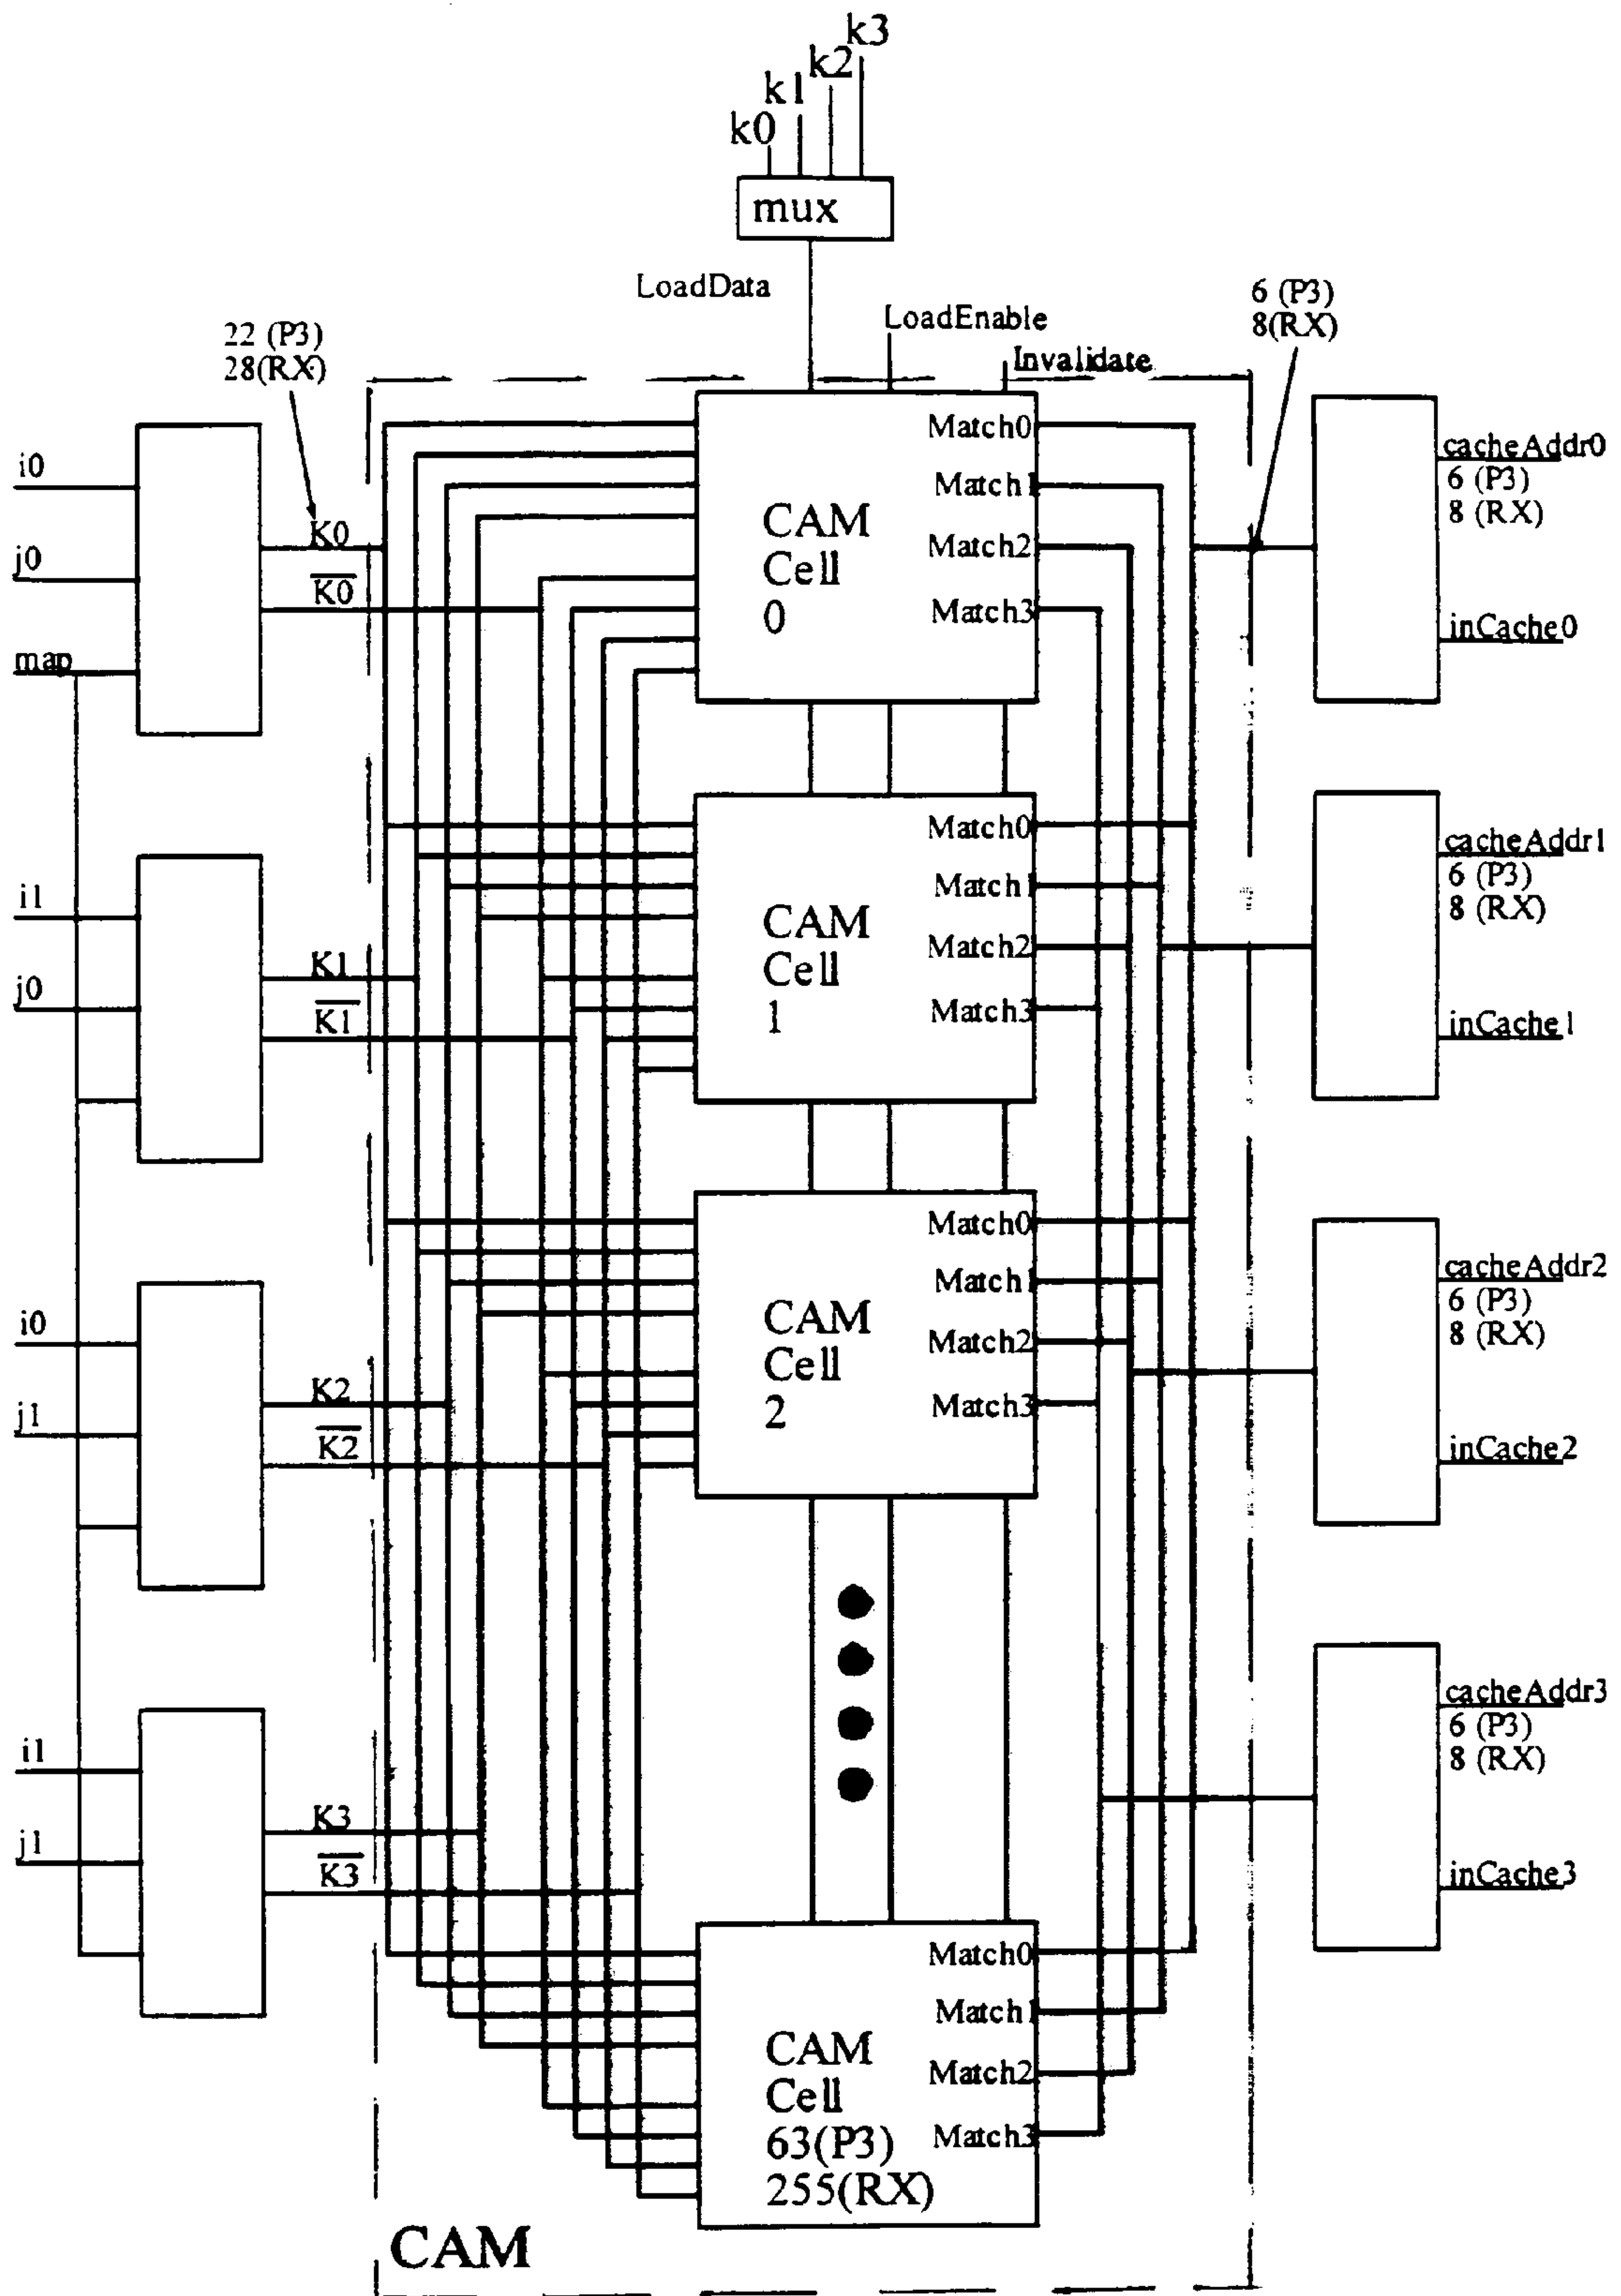 k3
k2
k1
k0
mux
LoadData
LoadEnable
Invalidate
6 (P3)
8(RX)
22 (P3)
28(RX)
i0
j0
map
K0
K0
CAM
Cell
0
Match0
Match1
Match2
Match3
cacheAddr0
6 (P3)
8 (RX)
inCache0
i1
j0
K1
K1
CAM
Cell
1
Match0
Match1
Match2
Match3
cacheAddr1
6 (P3)
8 (RX)
inCache1
i0
j1
K2
K2
CAM
Cell
2
Match0
Match1
Match2
Match3
cacheAddr2
6 (P3)
8 (RX)
inCache2
i1
j1
K3
K3
cacheAddr3
6 (P3)
8 (RX)
inCache3
CAM
Cell
63(P3)
255(RX)
Match0
Match1
Match2
Match3
CAM